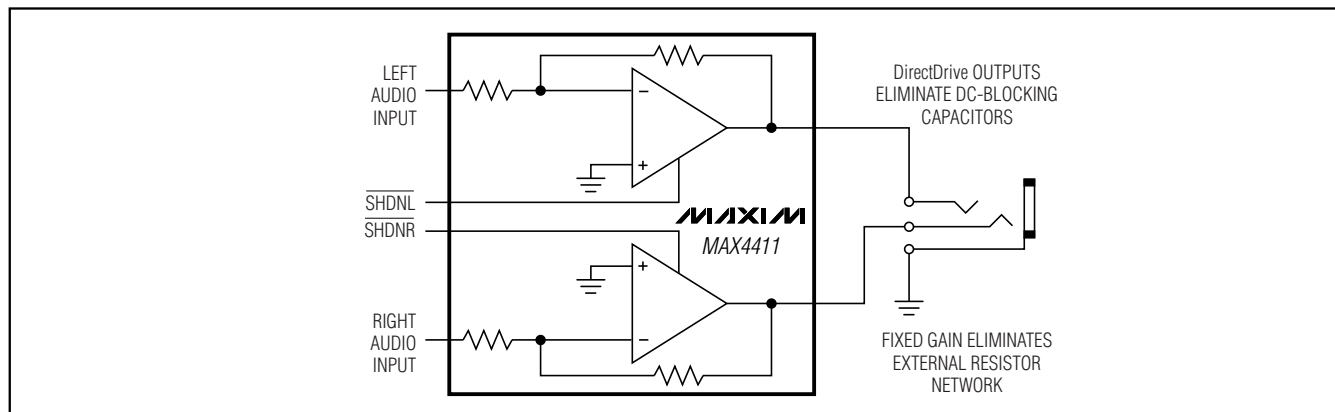 LEFT
AUDIO
INPUT
−
+
SHDNL
SHDNR
MAXIM
MAX4411
+
−
RIGHT
AUDIO
INPUT
DirectDrive OUTPUTS
ELIMINATE DC-BLOCKING
CAPACITORS
FIXED GAIN ELIMINATES
EXTERNAL RESISTOR
NETWORK